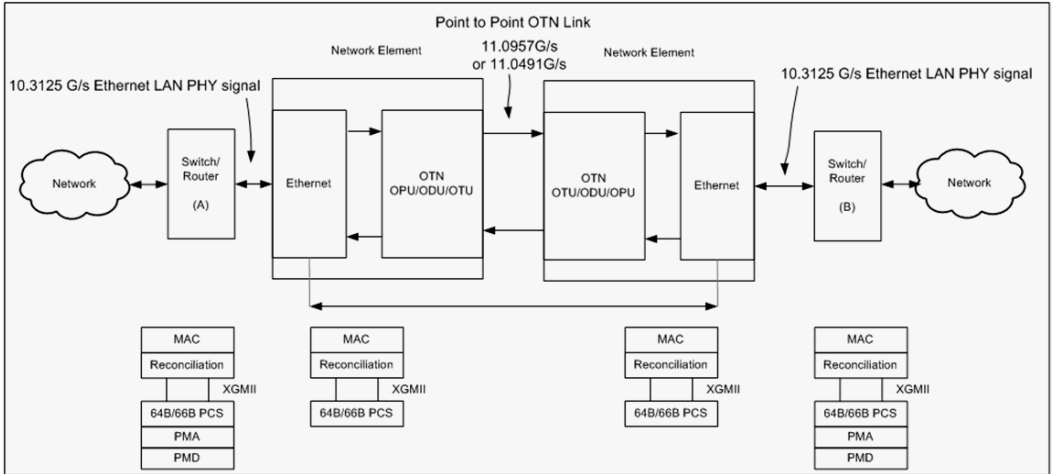 Point to Point OTN Link
Network Element
11.0957G/s
or 11.0491G/s
Network Element
10.3125 G/s Ethernet LAN PHY signal
10.3125 G/s Ethernet LAN PHY signal
Network
Switch/
Router
(A)
Ethernet
OTN
OPU/ODU/OTU
OTN
OTU/ODU/OPU
Ethernet
Switch/
Router
(B)
Network
MAC
Reconciliation
XGMII
64B/66B PCS
PMA
PMD
MAC
Reconciliation
XGMII
64B/66B PCS
MAC
Reconciliation
XGMII
64B/66B PCS
MAC
Reconciliation
XGMII
64B/66B PCS
PMA
PMD